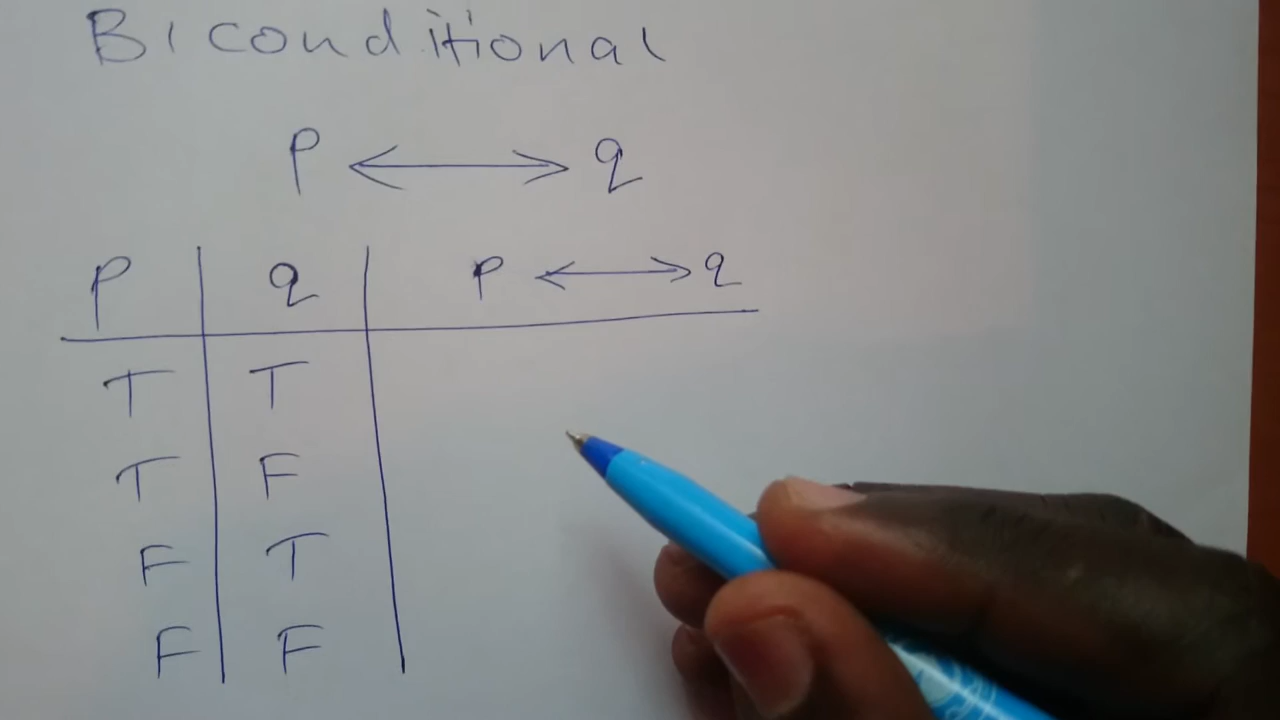 Biconditional
P ⟷ q
P q P ⟷ q
T T
T F
F T
F F